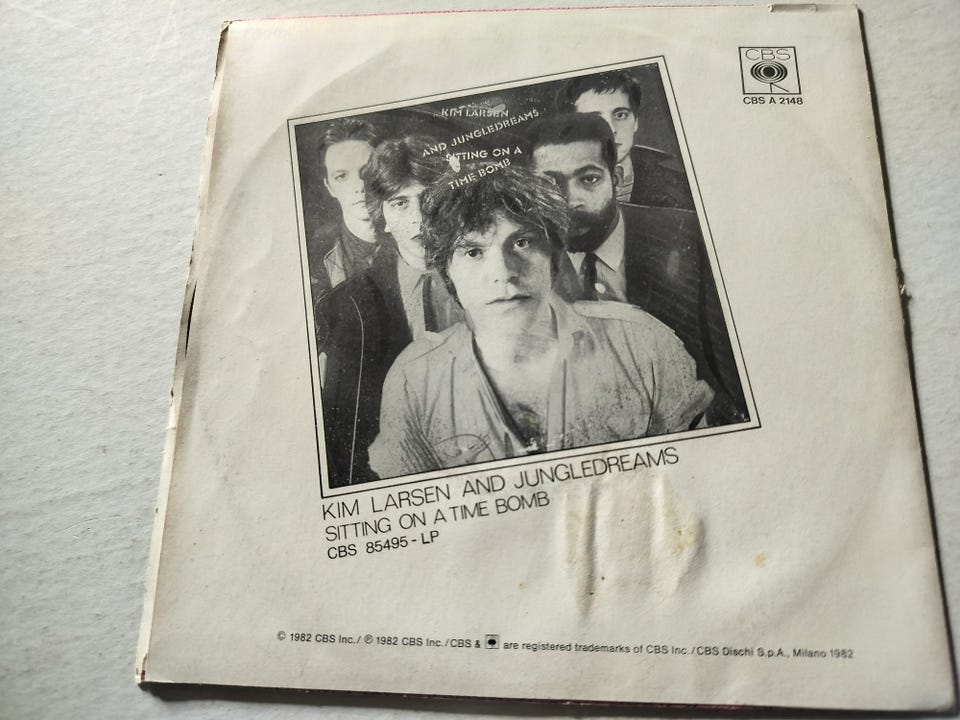 CBS
CBS A 2148
KIM LARSEN
AND JUNGLEDREAMS
SITTING ON A
TIME BOMB
KIM LARSEN AND JUNGLEDREAMS
SITTING ON A TIME BOMB
CBS 85495 - LP
© 1982 CBS Inc. / ℗ 1982 CBS Inc. / CBS & are registered trademarks of CBS Inc. / CBS Dischi S.p.A., Milano 1982